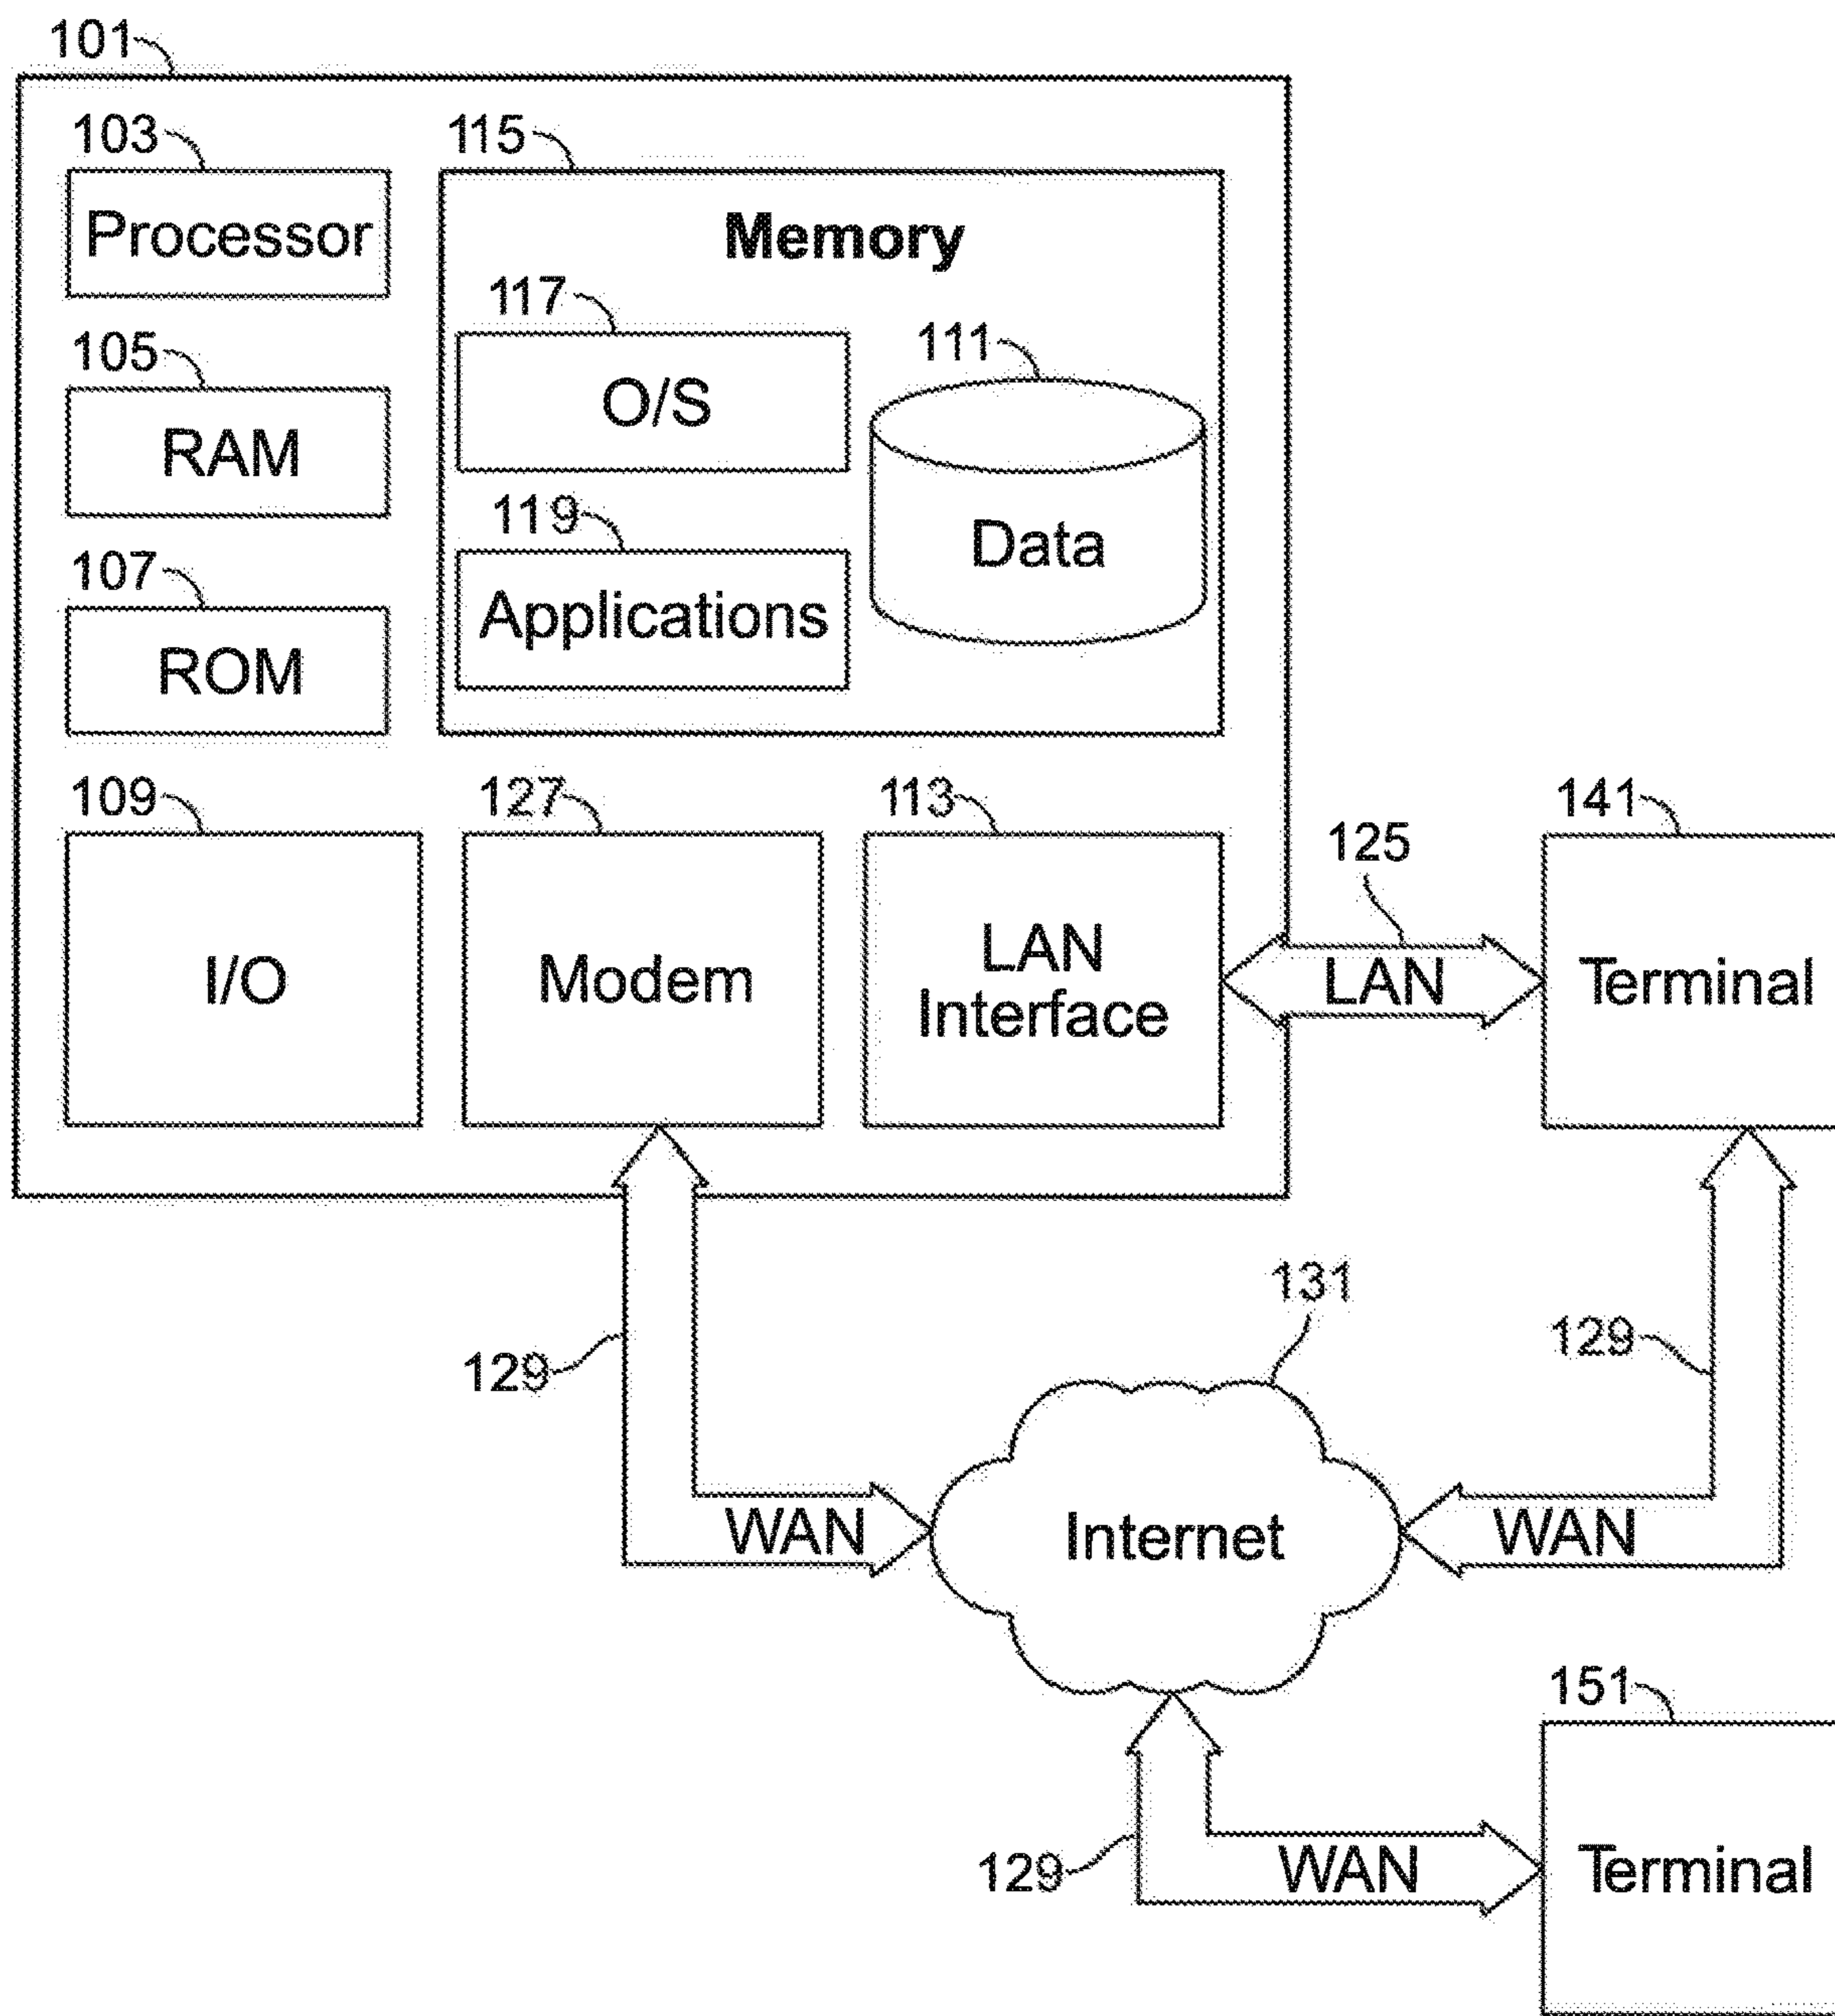 101
103
115
Processor
Memory
117
111
105
O/S
RAM
119
Data
107
Applications
ROM
109
127
113
141
125
I/O
Modem
LAN
Interface
LAN
Terminal
131
129
129
WAN
Internet
WAN
151
129
WAN
Terminal